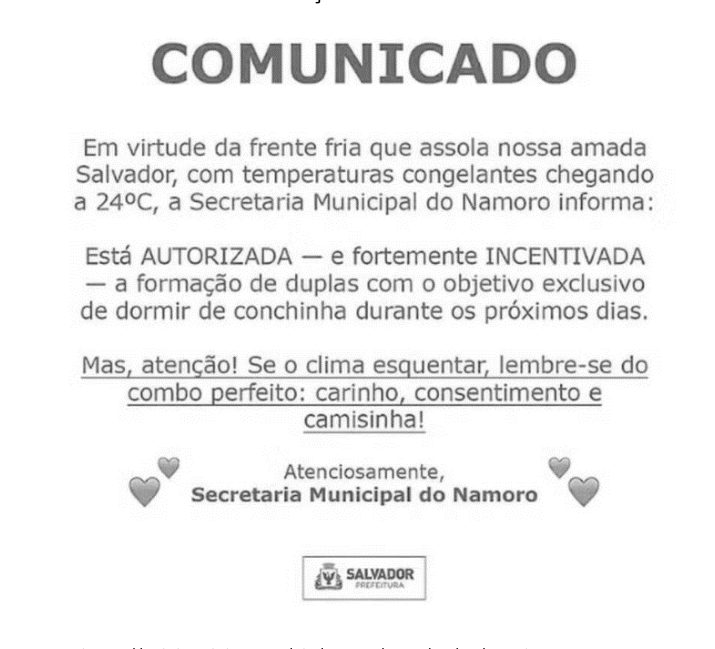 COMUNICADO
Em virtude da frente fria que assola nossa amada
Salvador, com temperaturas congelantes chegando
a 24ºC, a Secretaria Municipal do Namoro informa:
Está AUTORIZADA — e fortemente INCENTIVADA
— a formação de duplas com o objetivo exclusivo
de dormir de conchinha durante os próximos dias.
Mas, atenção! Se o clima esquentar, lembre-se do
combo perfeito: carinho, consentimento e
camisinha!
Atenciosamente,
Secretaria Municipal do Namoro
SALVADOR
PREFEITURA